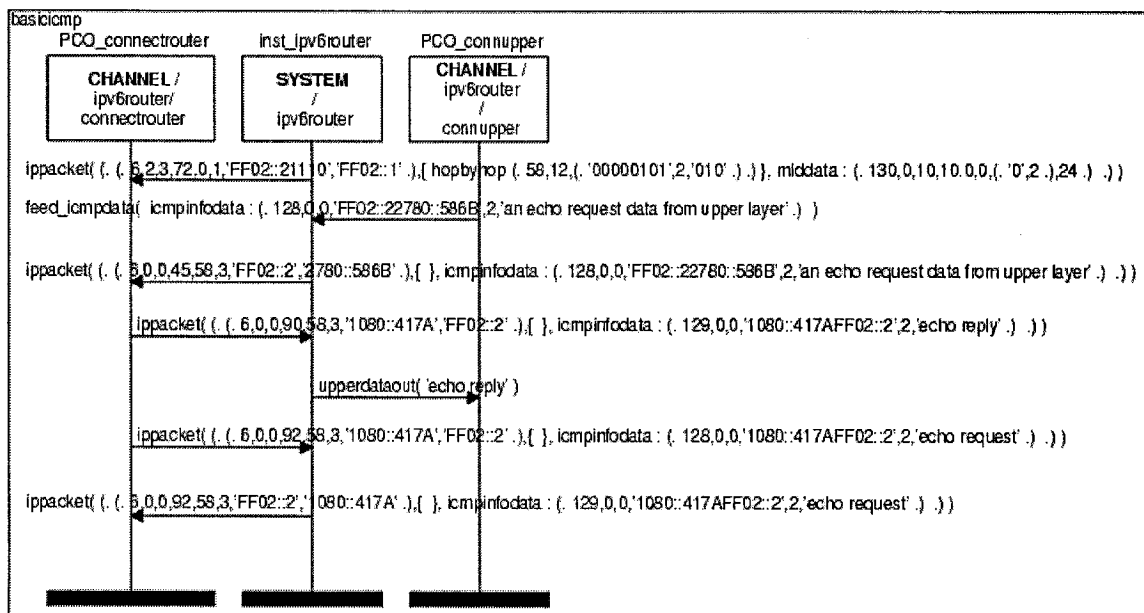 basicicmp
PCO_connectrouter inst_ipv6router PCO_connupper
CHANNEL / ipv6router/ connectrouter
SYSTEM / ipv6router
CHANNEL / ipv6router / connupper
ippacket( (. (. 6,2,3,72,0,1,'FF02::21110','FF02::1' .),{ hopbyhop (. 58,12,(. '00000101',2,'010' .) .) }, middata : (. 130,0,10,10,0,0,(. '0',2 .),24 .) .) )
feed_icmpdata( icmpinfodata : (. 128,0,0,'FF02::22780::586B',2,'an echo request data from upper layer' .) )
ippacket( (. (. 6,0,0,45,58,3,'FF02::2','2780::586B' .),{ }, icmpinfodata : (. 128,0,0,'FF02::22780::586B',2,'an echo request data from upper layer' .) .) )
ippacket( (. (. 6,0,0,90,58,3,'1080::417A','FF02::2' .),{ }, icmpinfodata : (. 129,0,0,'1080::417AFF02::2',2,'echo reply' .) .) )
upperdataout( 'echo reply' )
ippacket( (. (. 6,0,0,92,58,3,'1080::417A','FF02::2' .),{ }, icmpinfodata : (. 128,0,0,'1080::417AFF02::2',2,'echo request' .) .) )
ippacket( (. (. 6,0,0,92,58,3,'FF02::2','1080::417A' .),{ }, icmpinfodata : (. 129,0,0,'1080::417AFF02::2',2,'echo request' .) .) )